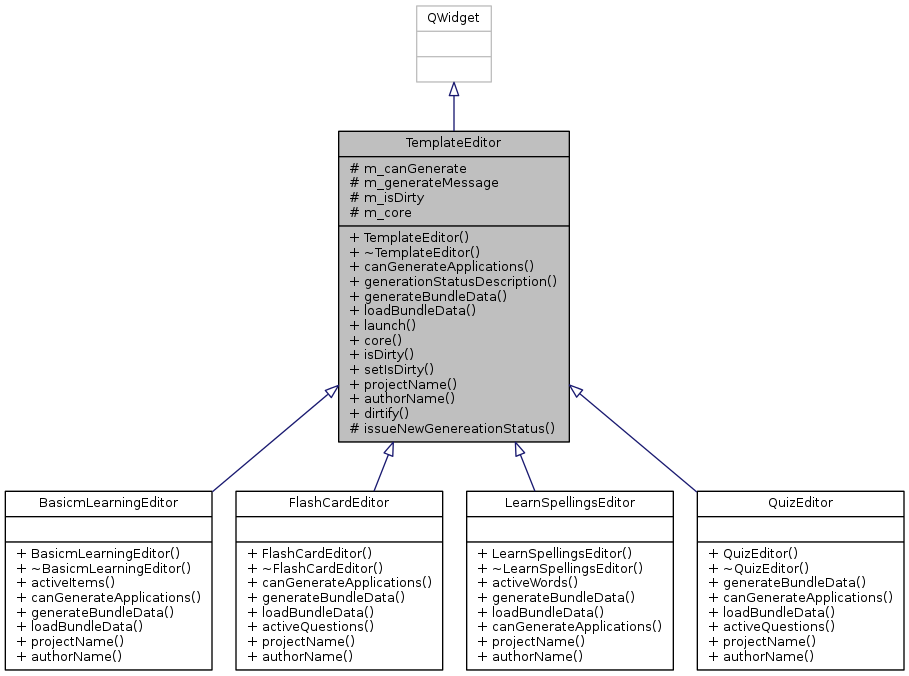 QWidget
TemplateEditor
# m_canGenerate
# m_generateMessage
# m_isDirty
# m_core
+ TemplateEditor()
+ ~TemplateEditor()
+ canGenerateApplications()
+ generationStatusDescription()
+ generateBundleData()
+ loadBundleData()
+ launch()
+ core()
+ isDirty()
+ setIsDirty()
+ projectName()
+ authorName()
+ dirtify()
# issueNewGenereationStatus()
BasicmLearningEditor
+ BasicmLearningEditor()
+ ~BasicmLearningEditor()
+ activeItems()
+ canGenerateApplications()
+ generateBundleData()
+ loadBundleData()
+ projectName()
+ authorName()
FlashCardEditor
+ FlashCardEditor()
+ ~FlashCardEditor()
+ canGenerateApplications()
+ generateBundleData()
+ loadBundleData()
+ activeQuestions()
+ projectName()
+ authorName()
LearnSpellingsEditor
+ LearnSpellingsEditor()
+ ~LearnSpellingsEditor()
+ activeWords()
+ generateBundleData()
+ loadBundleData()
+ canGenerateApplications()
+ projectName()
+ authorName()
QuizEditor
+ QuizEditor()
+ ~QuizEditor()
+ generateBundleData()
+ canGenerateApplications()
+ loadBundleData()
+ activeQuestions()
+ projectName()
+ authorName()